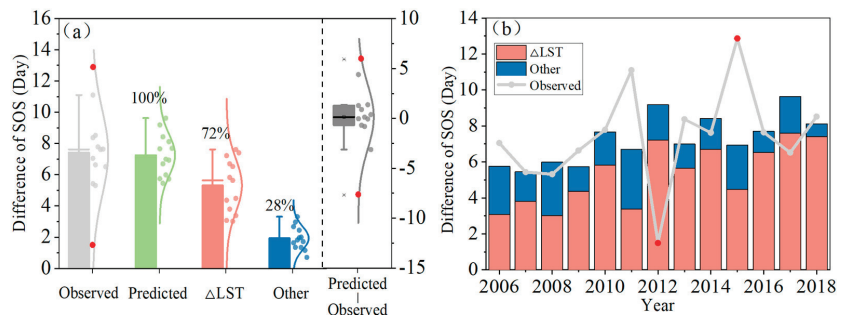 (a)
Difference of SOS (Day)
16
14
12
10
8
6
4
2
0
100%
72%
28%
10
5
0
-5
-10
-15
Observed
Predicted
△LST
Other
Predicted
|
Observed
(b)
△LST
Other
Observed
Difference of SOS (Day)
14
12
10
8
6
4
2
0
2006 2008 2010 2012 2014 2016 2018
Year